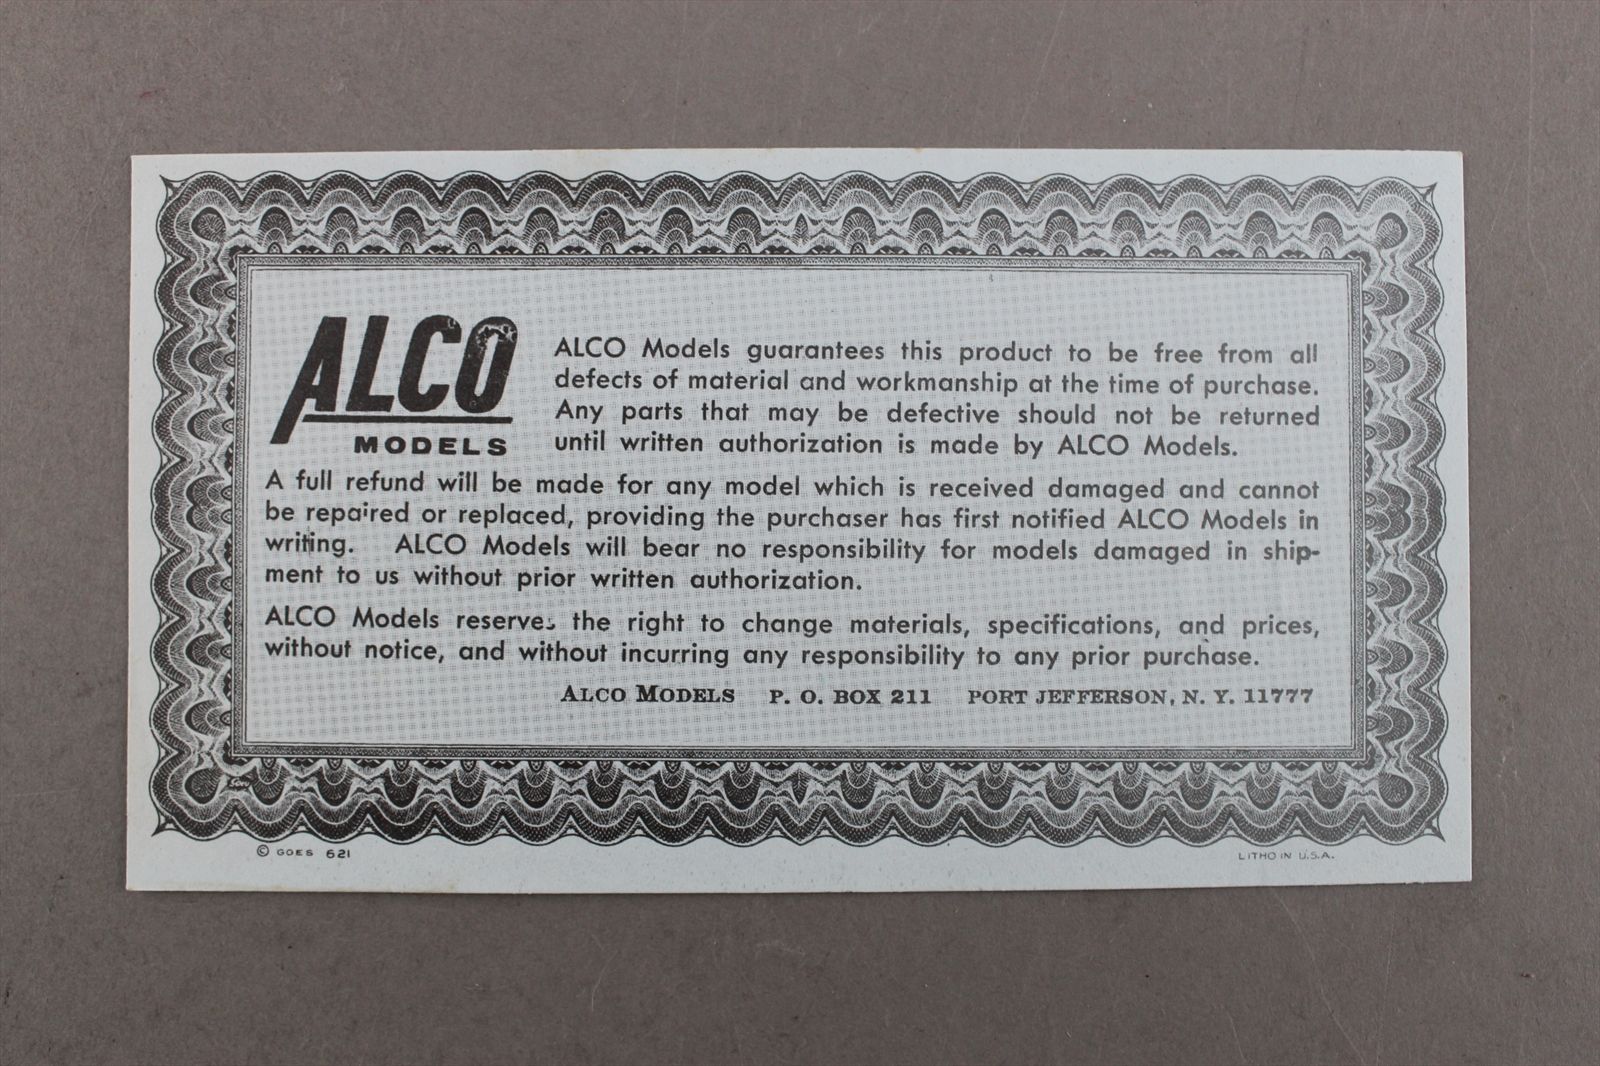 ALCO
MODELS
ALCO Models guarantees this product to be free from all
defects of material and workmanship at the time of purchase.
Any parts that may be defective should not be returned
until written authorization is made by ALCO Models.
A full refund will be made for any model which is received damaged and cannot
be repaired or replaced, providing the purchaser has first notified ALCO Models in
writing. ALCO Models will bear no responsibility for models damaged in ship-
ment to us without prior written authorization.
ALCO Models reserves the right to change materials, specifications, and prices,
without notice, and without incurring any responsibility to any prior purchase.
ALCO MODELS P. O. BOX 211 PORT JEFFERSON, N. Y. 11777
© GOES 621
LITHO IN U.S.A.